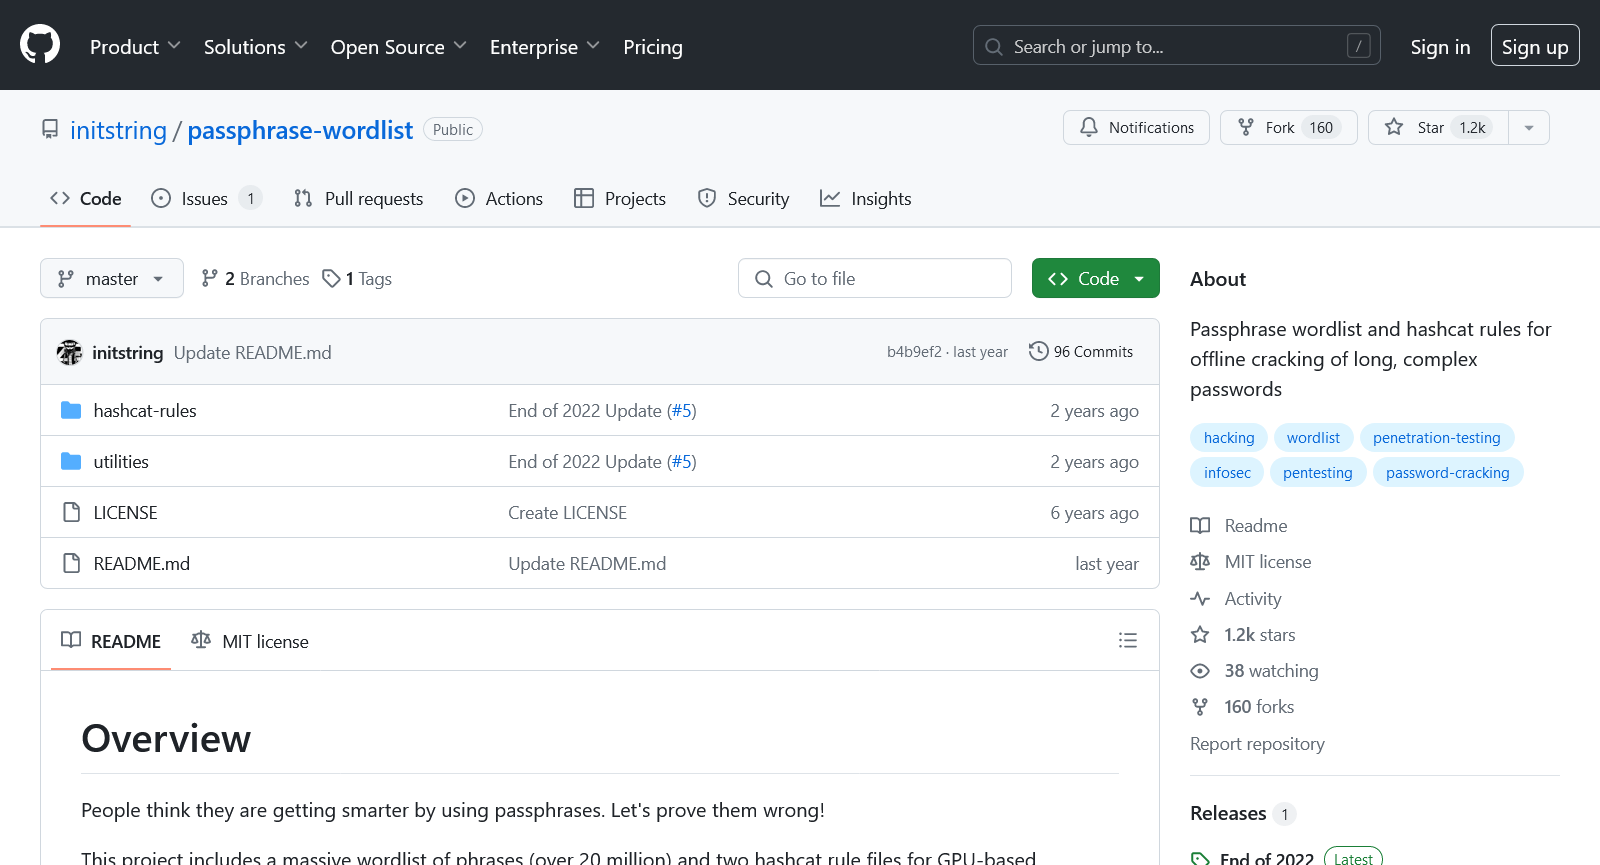 Product Solutions Open Source Enterprise Pricing Search or jump to... / Sign in Sign up
initstring / passphrase-wordlist Public Notifications Fork 160 Star 1.2k
Code Issues 1 Pull requests Actions Projects Security Insights
master 2 Branches 1 Tags Go to file Code
initstring Update README.md b4b9ef2 · last year 96 Commits
hashcat-rules End of 2022 Update (#5) 2 years ago
utilities End of 2022 Update (#5) 2 years ago
LICENSE Create LICENSE 6 years ago
README.md Update README.md last year
README MIT license
Overview
People think they are getting smarter by using passphrases. Let's prove them wrong!
This project includes a massive wordlist of phrases (over 20 million) and two hashcat rule files for GPU-based
About
Passphrase wordlist and hashcat rules for
offline cracking of long, complex
passwords
hacking wordlist penetration-testing
infosec pentesting password-cracking
Readme
MIT license
Activity
1.2k stars
38 watching
160 forks
Report repository
Releases 1
End of 2022 Latest